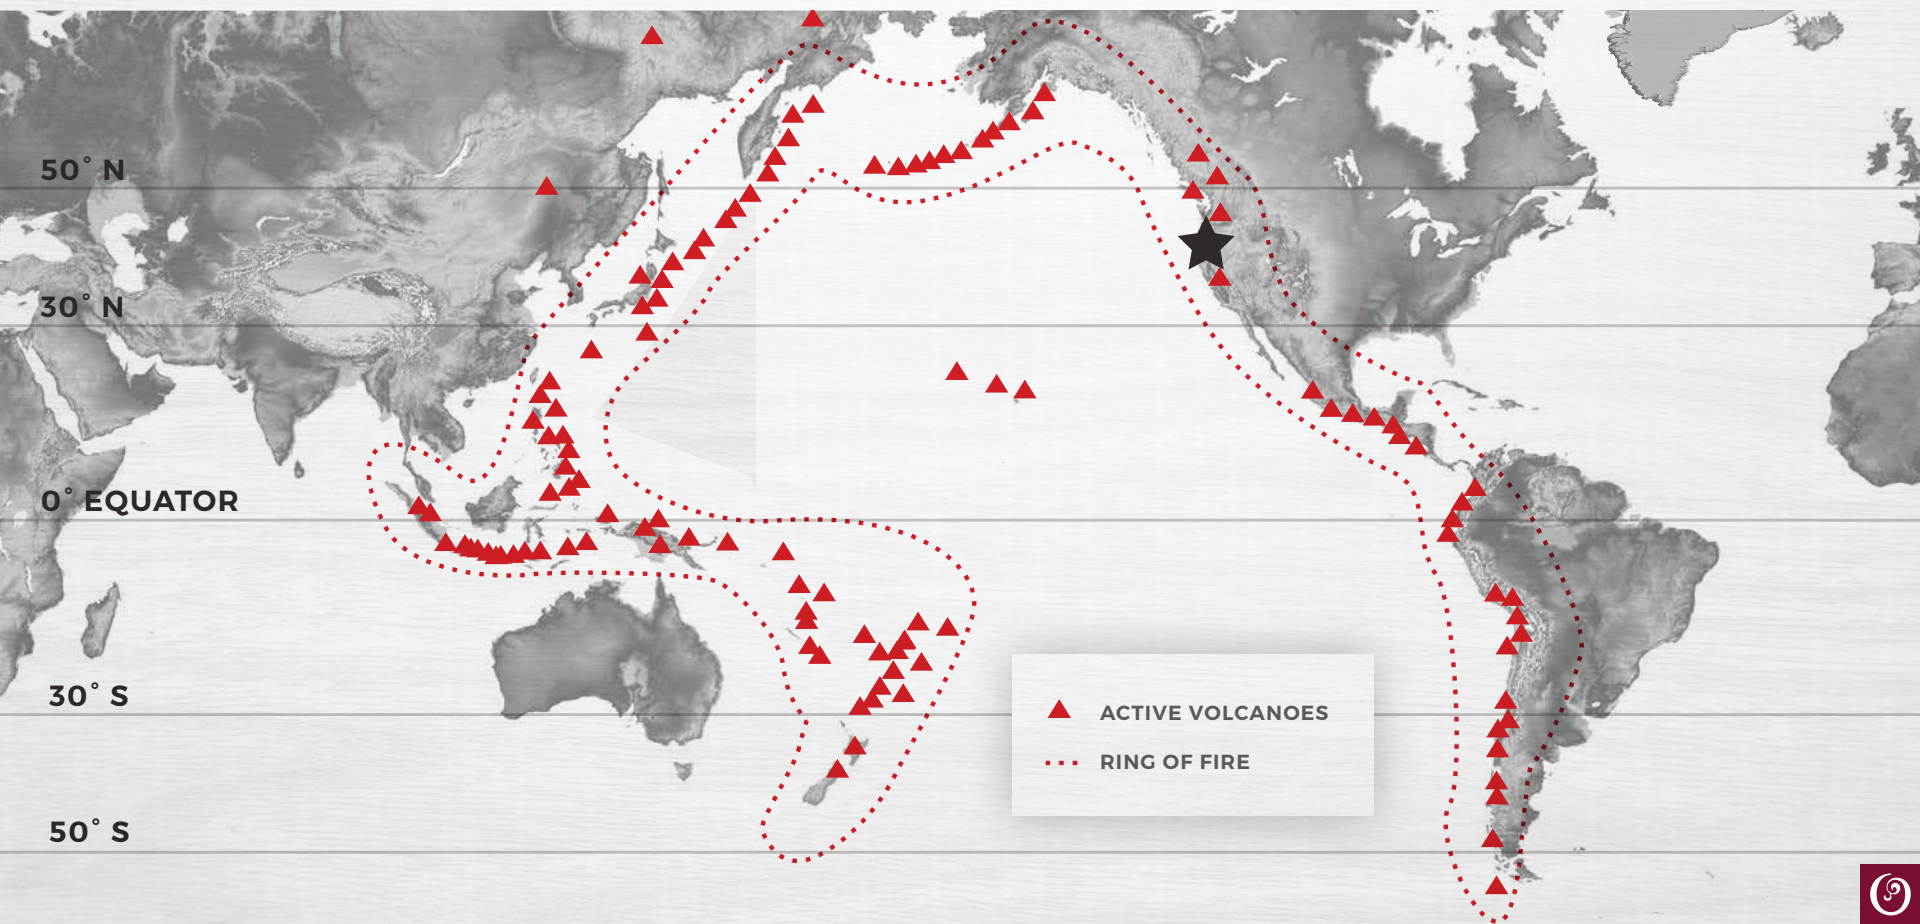 50° N
30° N
0° EQUATOR
30° S
50° S
ACTIVE VOLCANOES
RING OF FIRE